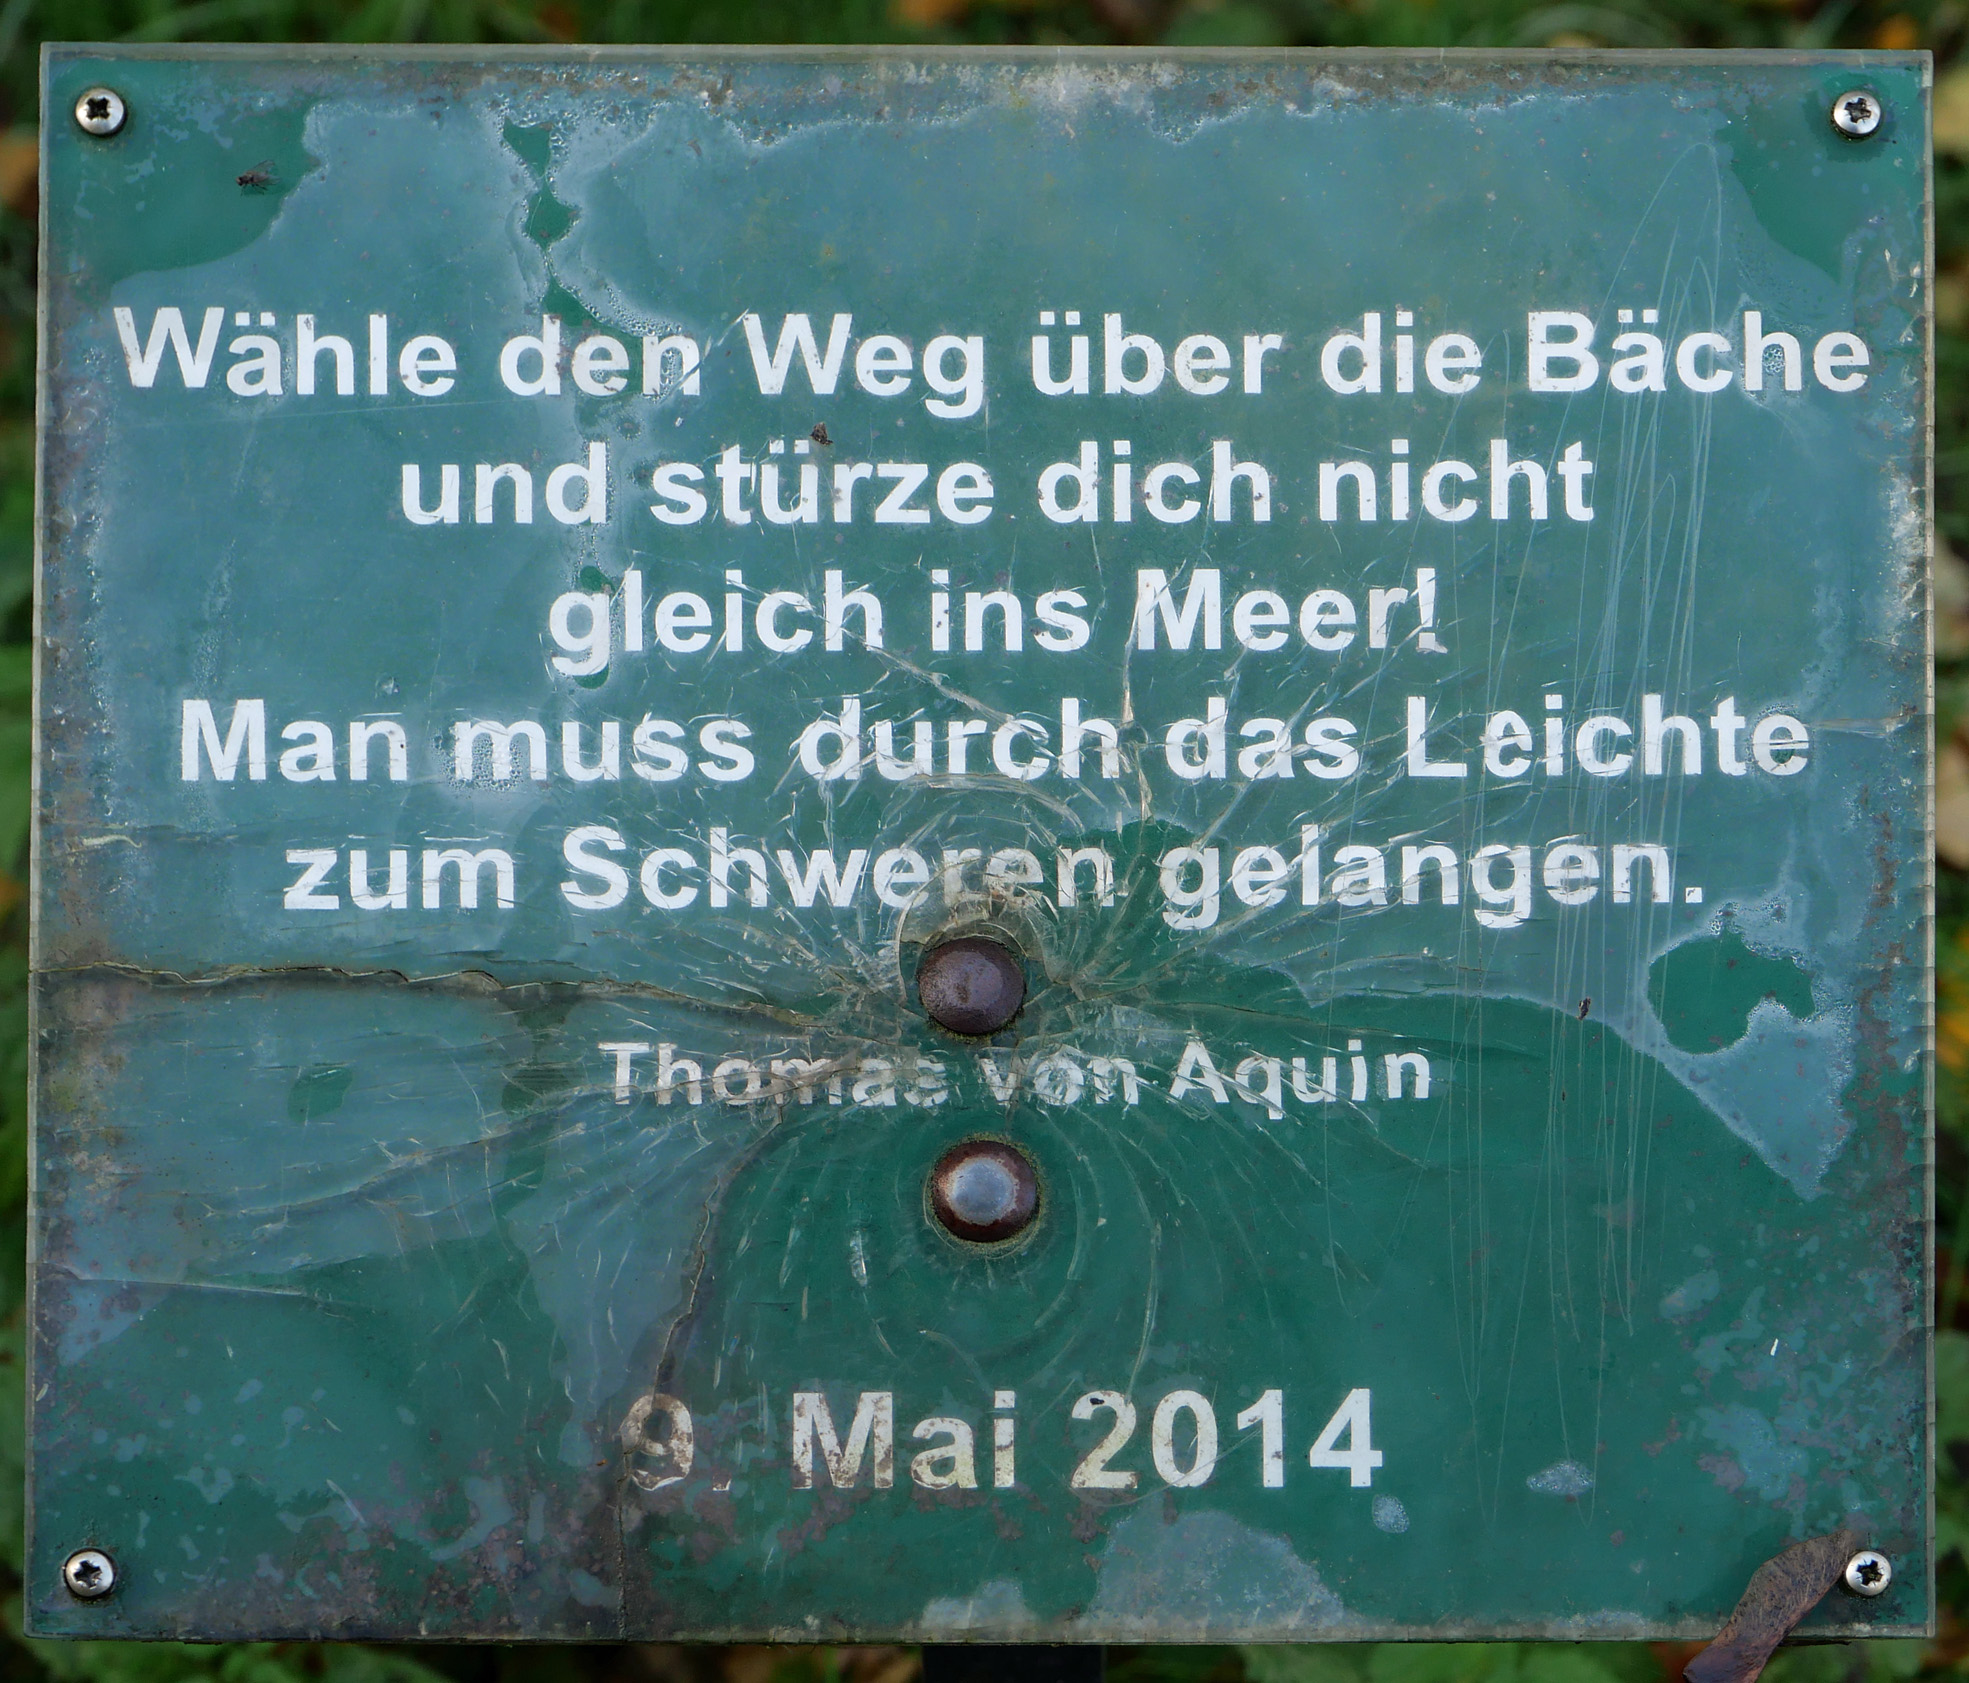 Wähle den Weg über die Bäche
und stürze dich nicht
gleich ins Meer!
Man muss durch das Leichte
zum Schweren gelangen.
Thomas von Aquin
9. Mai 2014